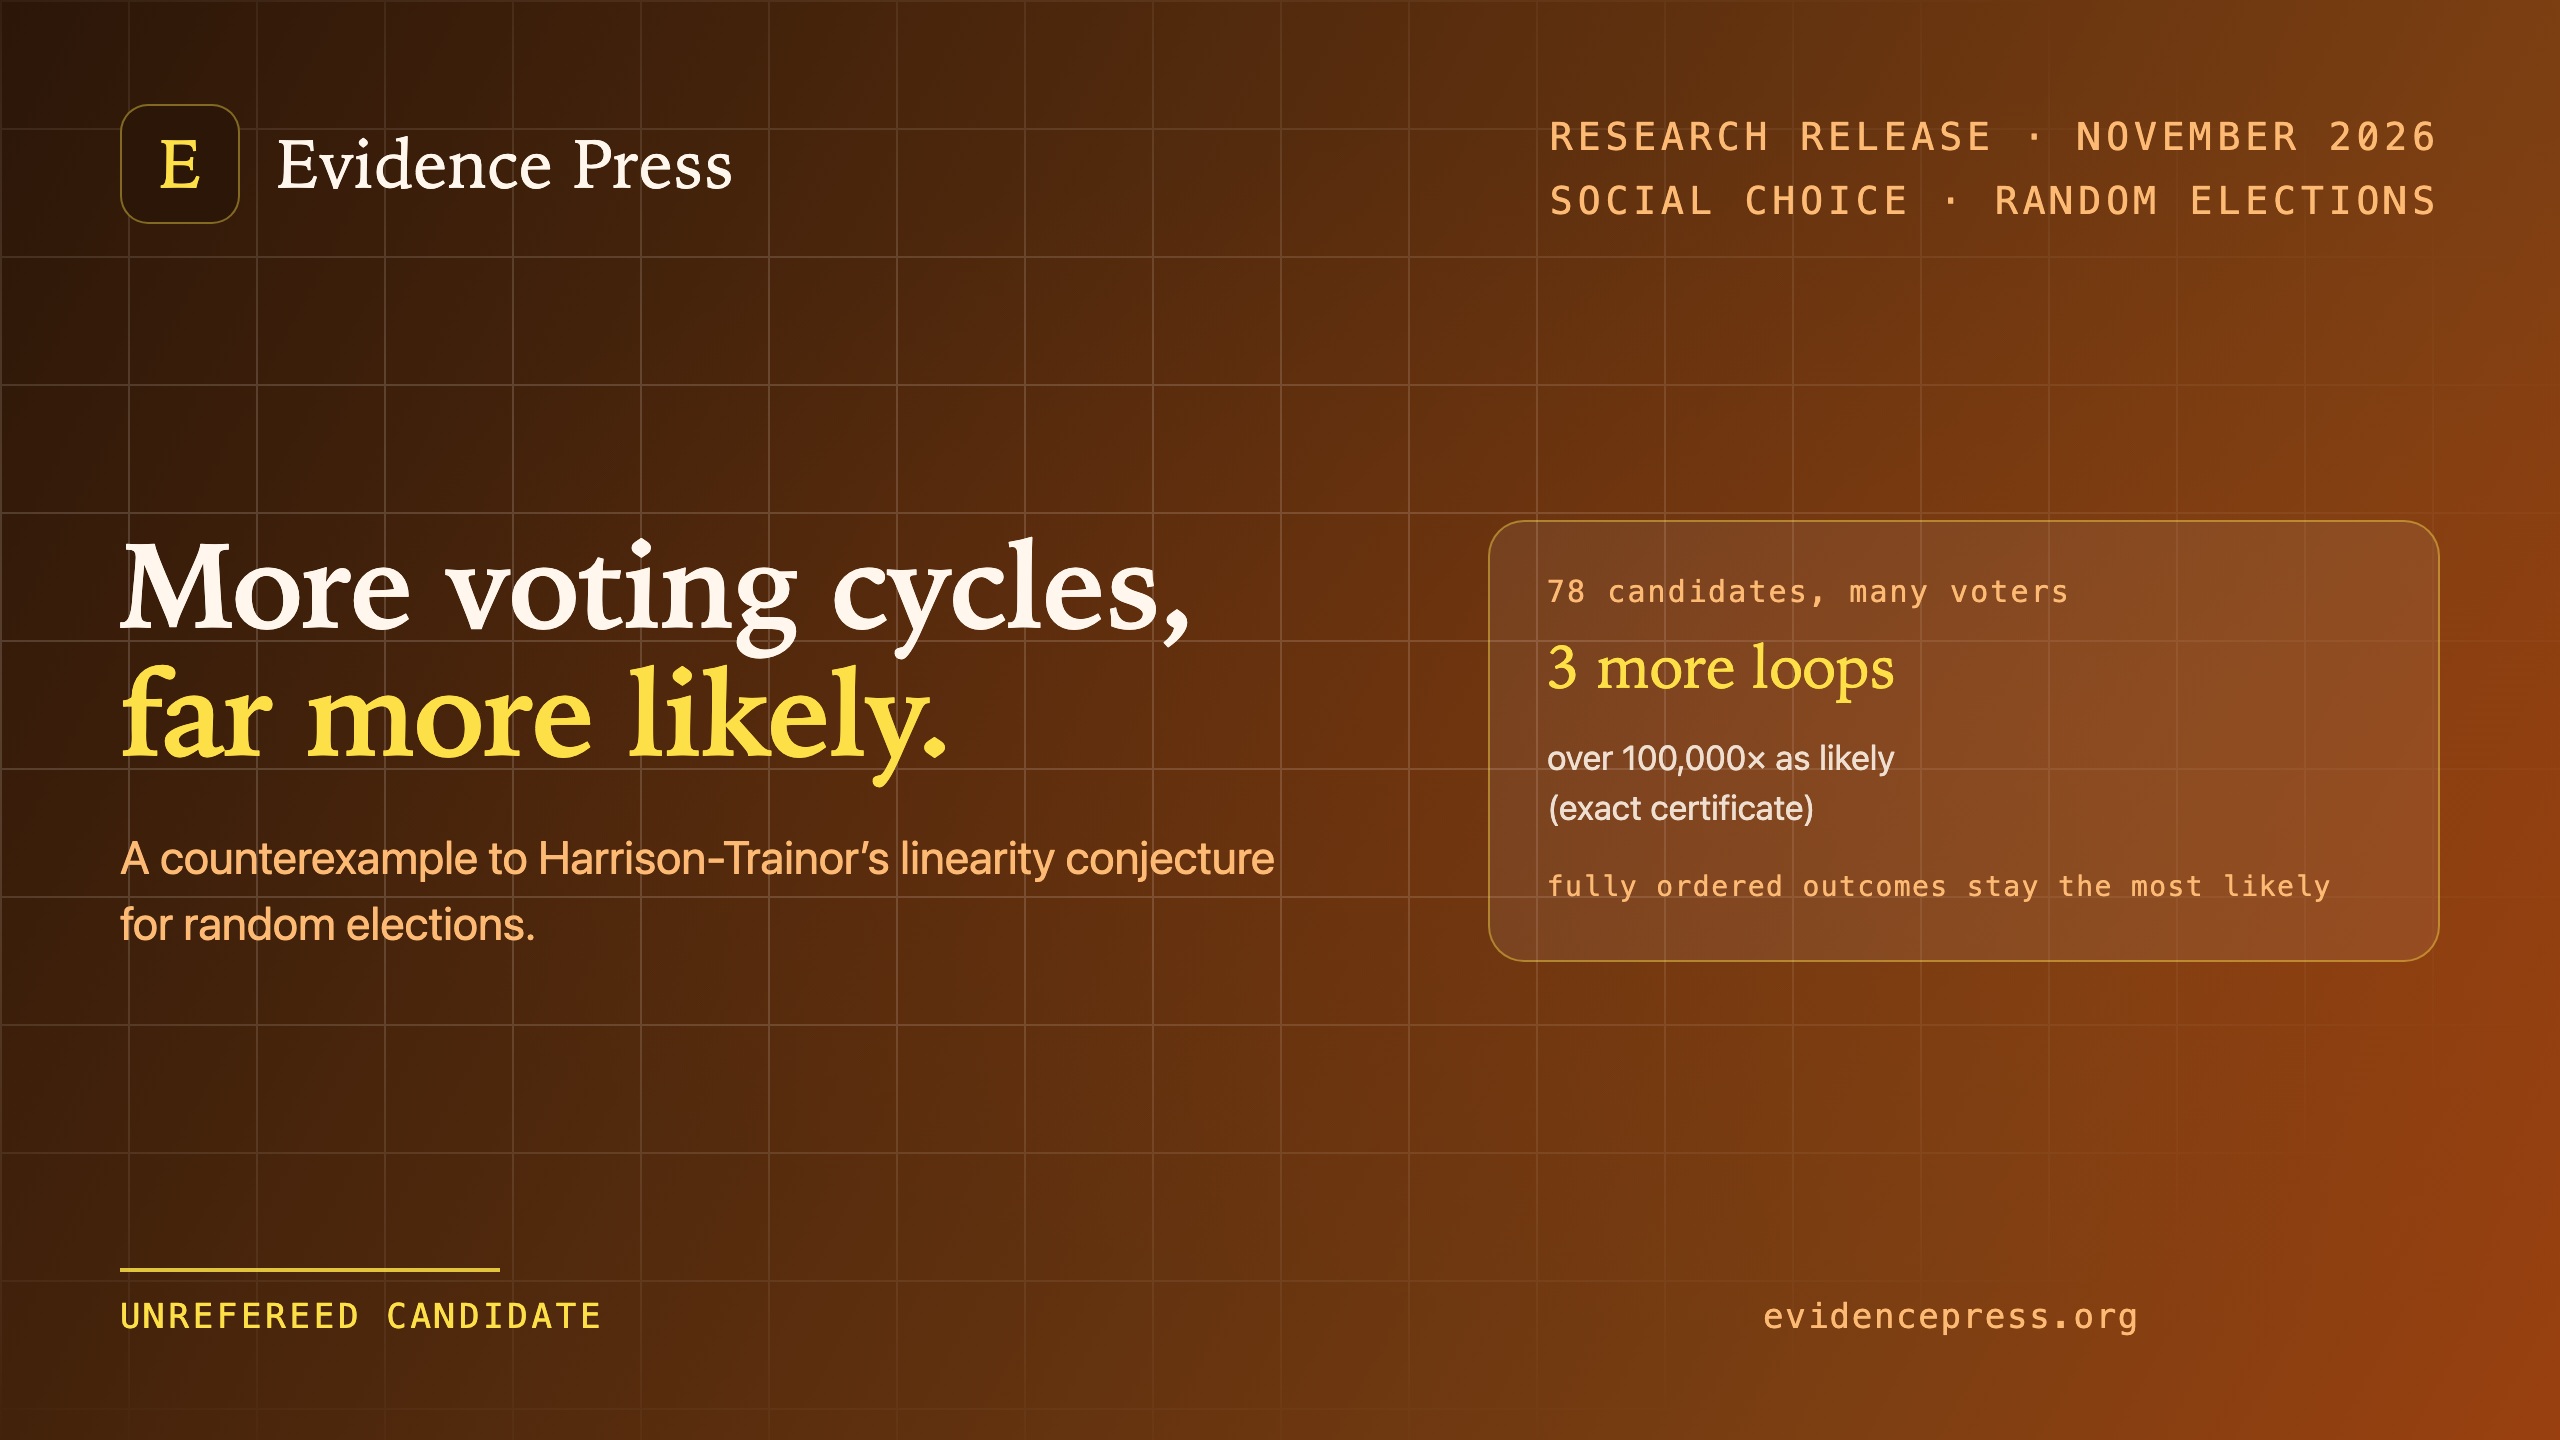 E
Evidence Press
RESEARCH RELEASE · NOVEMBER 2026
SOCIAL CHOICE · RANDOM ELECTIONS
More voting cycles,
far more likely.
A counterexample to Harrison-Trainor’s linearity conjecture
for random elections.
78 candidates, many voters
3 more loops
over 100,000× as likely
(exact certificate)
fully ordered outcomes stay the most likely
UNREFEREED CANDIDATE
evidencepress.org